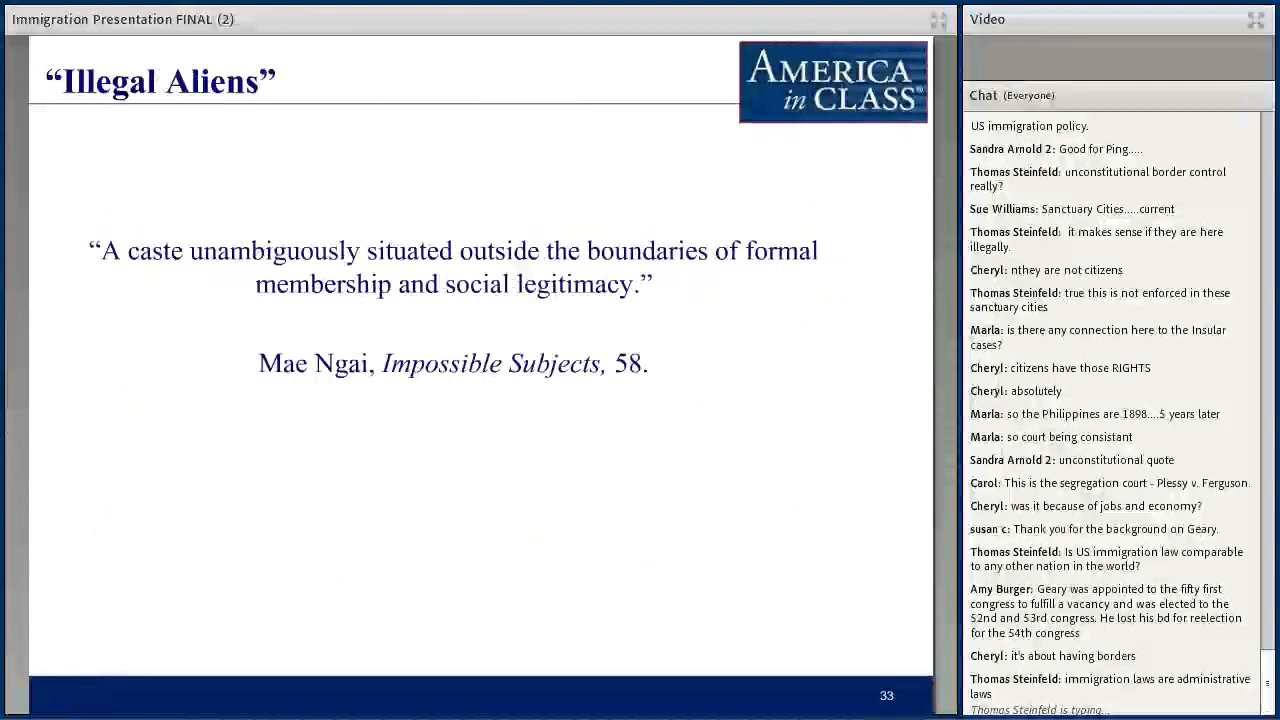 Immigration Presentation FINAL (2)
“Illegal Aliens”
AMERICA
in CLASS®
“A caste unambiguously situated outside the boundaries of formal
membership and social legitimacy.”
Mae Ngai, Impossible Subjects, 58.
33
Video
Chat (Everyone)
US immigration policy.
Sandra Arnold 2: Good for Ping.....
Thomas Steinfeld: unconstitutional border control
really?
Sue Williams: Sanctuary Cities.....current
Thomas Steinfeld: it makes sense if they are here
illegally.
Cheryl: nthey are not citizens
Thomas Steinfeld: true this is not enforced in these
sanctuary cities
Marla: is there any connection here to the Insular
cases?
Cheryl: citizens have those RIGHTS
Cheryl: absolutely
Marla: so the Philippines are 1898....5 years later
Marla: so court being consistant
Sandra Arnold 2: unconstitutional quote
Carol: This is the segregation court - Plessy v. Ferguson.
Cheryl: was it because of jobs and economy?
susan c: Thank you for the background on Geary.
Thomas Steinfeld: Is US immigration law comparable
to any other nation in the world?
Amy Burger: Geary was appointed to the fifty first
congress to fulfill a vacancy and was elected to the
52nd and 53rd congress. He lost his bd for reelection
for the 54th congress
Cheryl: it's about having borders
Thomas Steinfeld: immigration laws are administrative
laws
Thomas Steinfeld is typing...